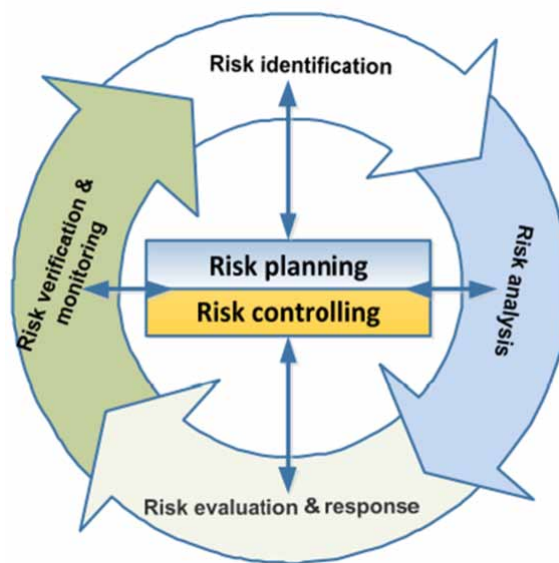 Risk identification
Risk analysis
Risk planning
Risk controlling
Risk verification &
monitoring
Risk evaluation & response